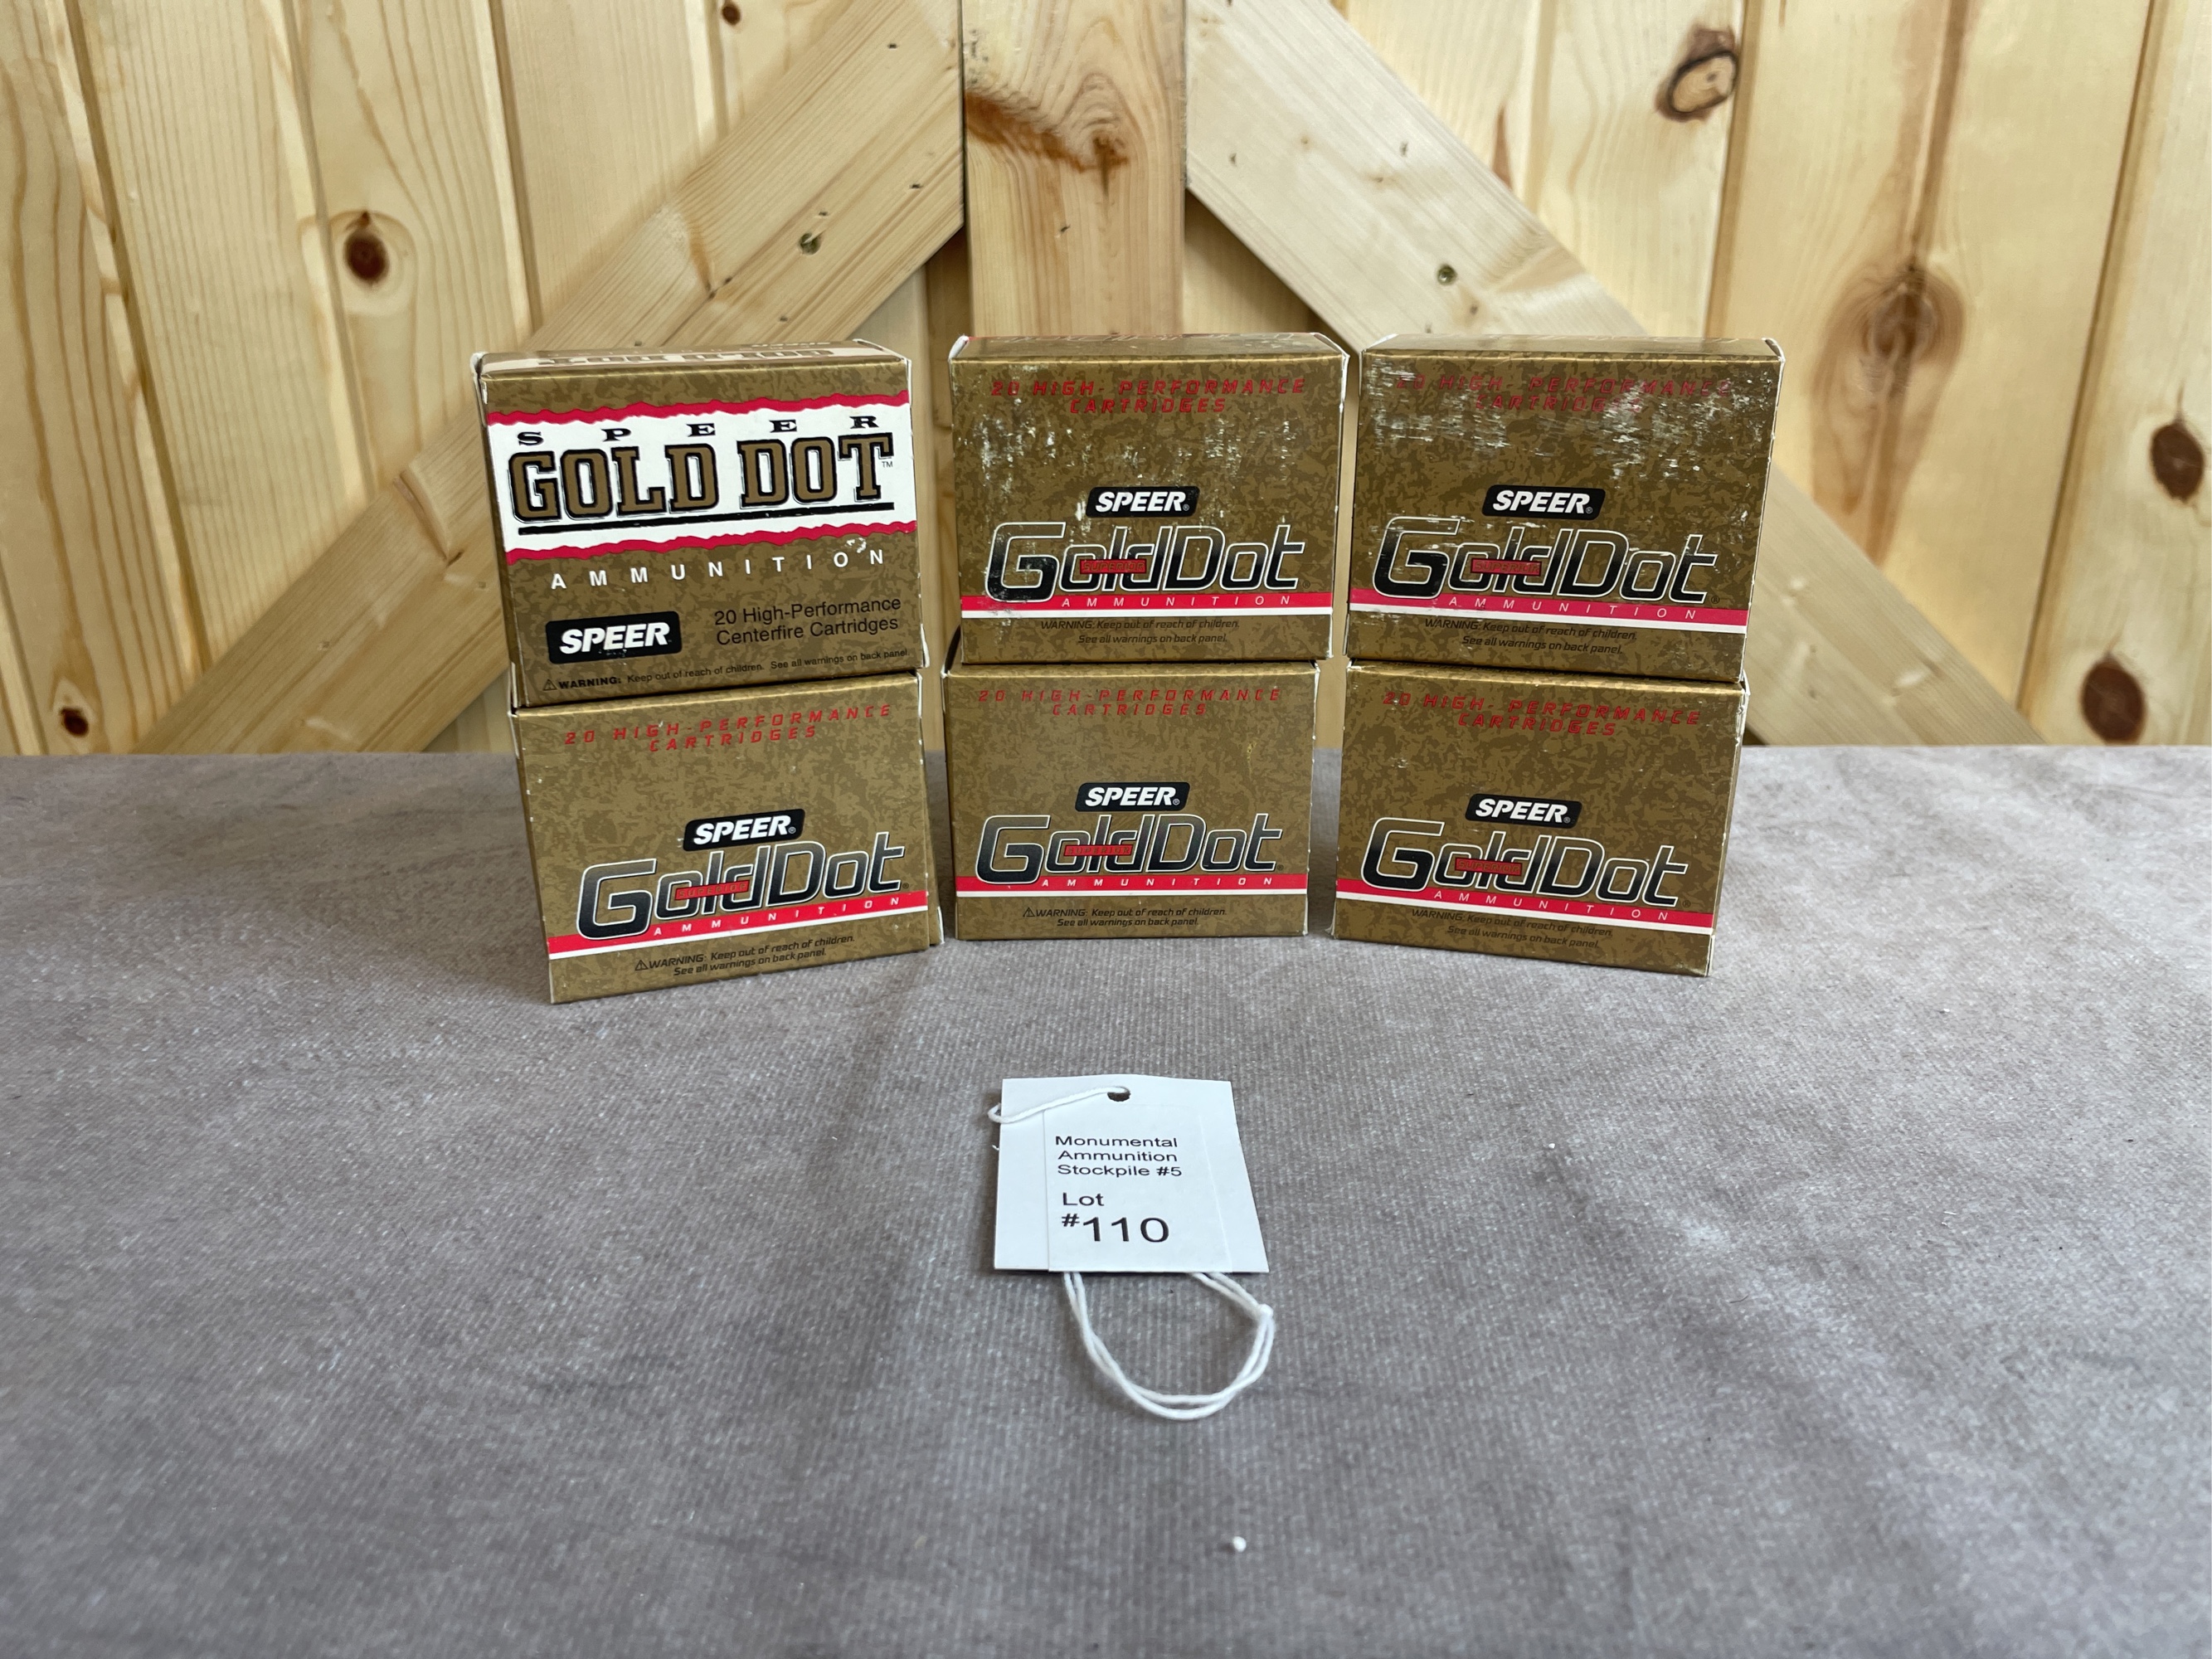 SPEER
GOLD DOT™
AMMUNITION
SPEER
20 High-Performance
Centerfire Cartridges
⚠WARNING: Keep out of reach of children. See all warnings on back panel.
20 HIGH-PERFORMANCE
CARTRIDGES
SPEER®
GoldDot
AMMUNITION
WARNING: Keep out of reach of children.
See all warnings on back panel.
20 HIGH-PERFORMANCE
CARTRIDGES
SPEER®
GoldDot®
AMMUNITION
WARNING: Keep out of reach of children.
See all warnings on back panel.
20 HIGH-PERFORMANCE
CARTRIDGES
SPEER®
GoldDot
AMMUNITION
⚠WARNING: Keep out of reach of children.
See all warnings on back panel.
20 HIGH-PERFORMANCE
CARTRIDGES
SPEER®
GoldDot
AMMUNITION
⚠WARNING: Keep out of reach of children.
See all warnings on back panel.
20 HIGH-PERFORMANCE
CARTRIDGES
SPEER®
GoldDot®
AMMUNITION
WARNING: Keep out of reach of children.
See all warnings on back panel.
Monumental
Ammunition
Stockpile #5
Lot
#110